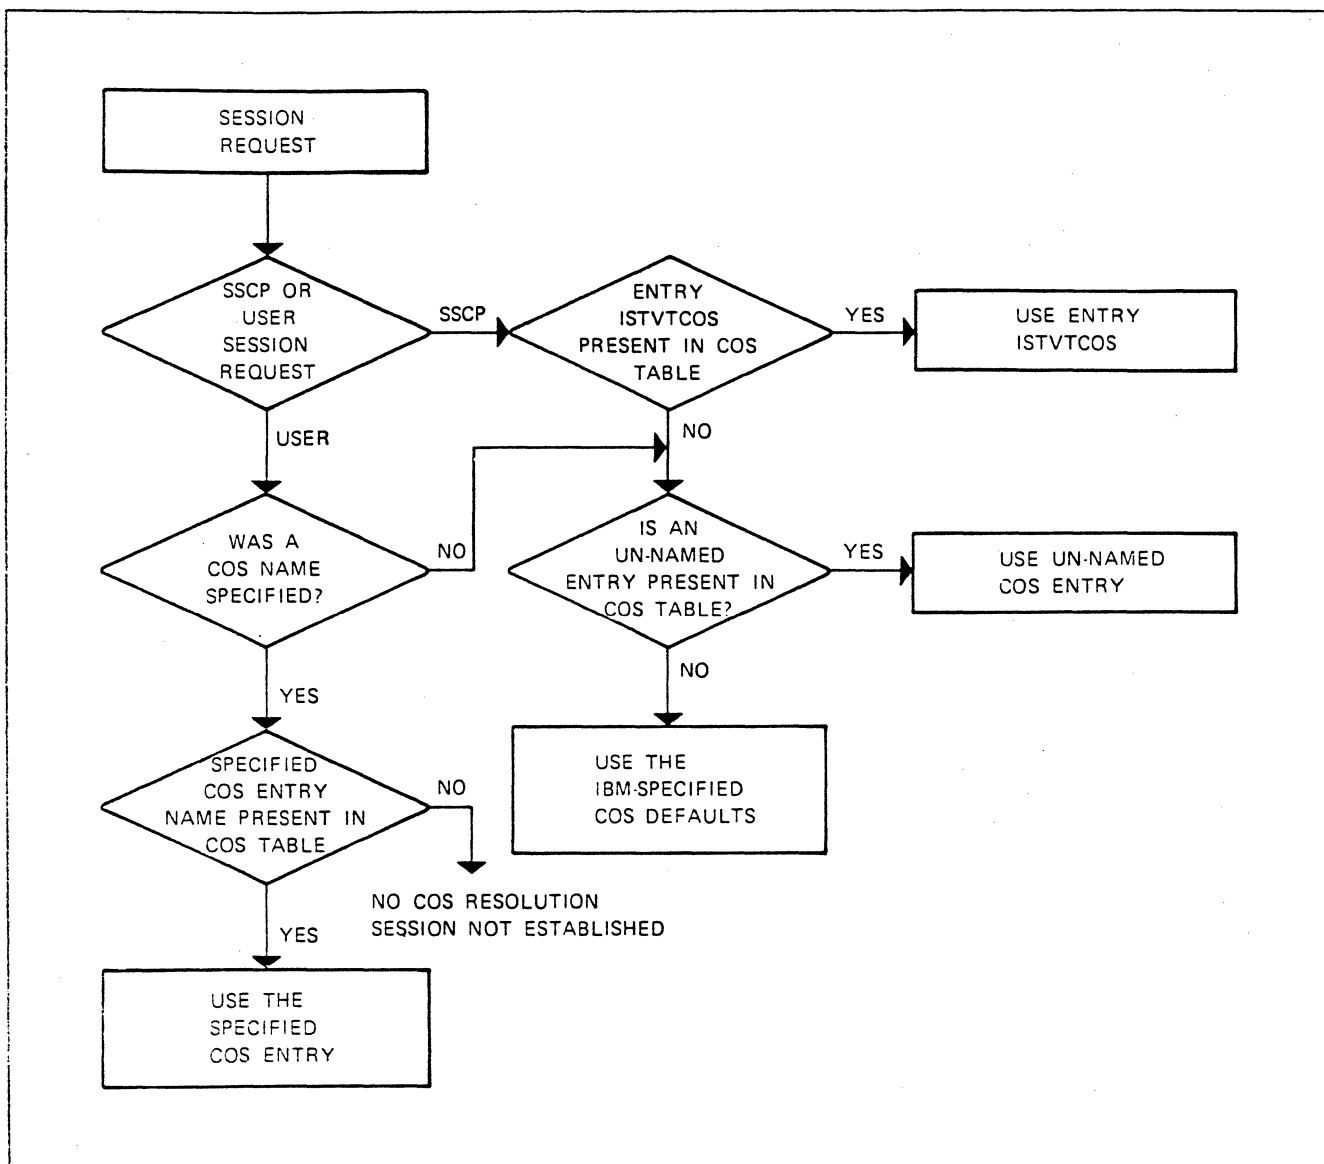 SESSION
REQUEST
SSCP OR
USER
SESSION
REQUEST
SSCP
ENTRY
ISTVTCOS
PRESENT IN COS
TABLE
YES
USE ENTRY
ISTVTCOS
USER
NO
WAS A
COS NAME
SPECIFIED?
NO
IS AN
UN-NAMED
ENTRY PRESENT IN
COS TABLE?
YES
USE UN-NAMED
COS ENTRY
YES
NO
SPECIFIED
COS ENTRY
NAME PRESENT IN
COS TABLE
NO
USE THE
IBM-SPECIFIED
COS DEFAULTS
NO COS RESOLUTION
SESSION NOT ESTABLISHED
YES
USE THE
SPECIFIED
COS ENTRY